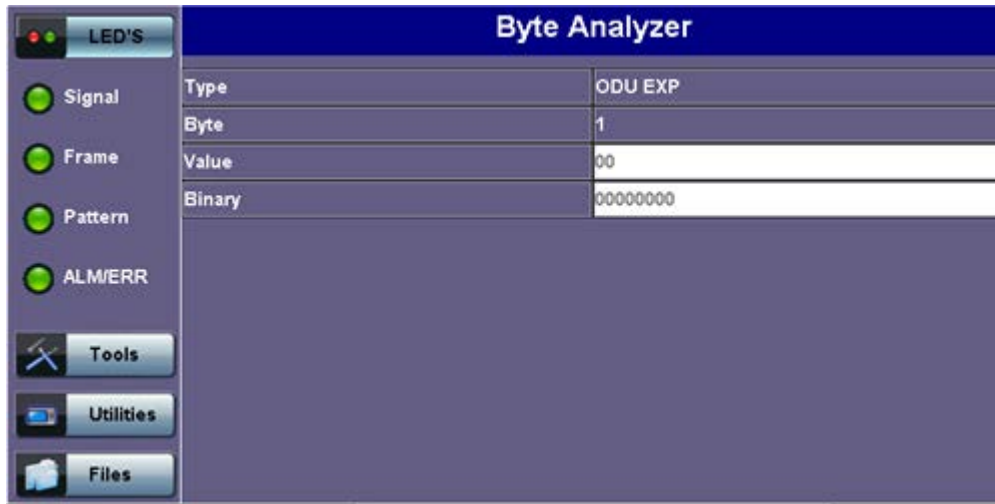 LED'S
Signal
Frame
Pattern
ALM/ERR
Tools
Utilities
Files
Byte Analyzer
Type ODU EXP
Byte 1
Value 00
Binary 00000000